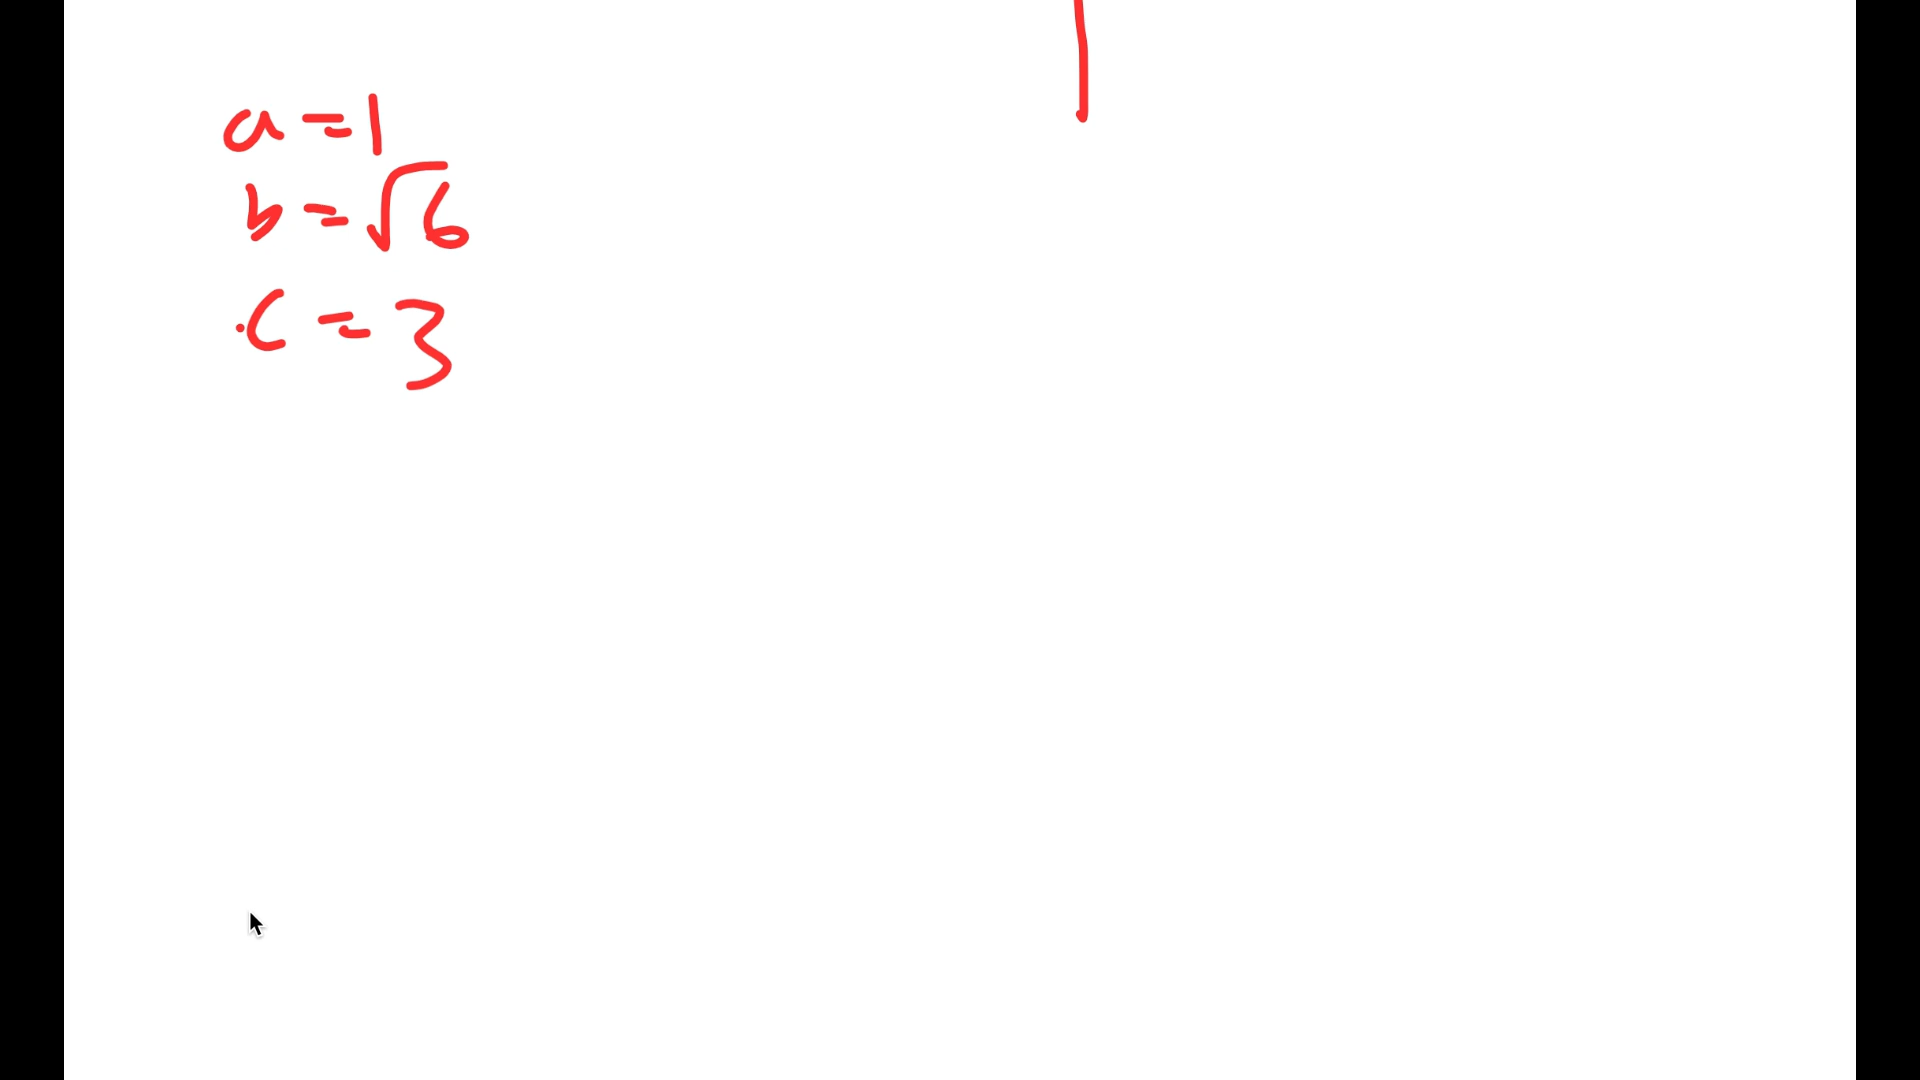 a = 1
b = √6
c = 3